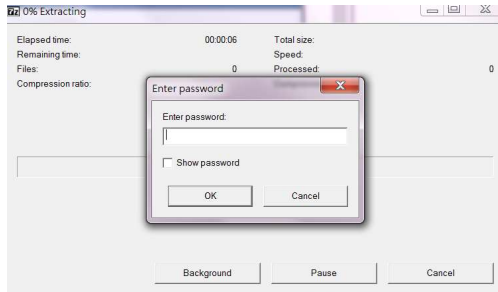 7z 0% Extracting
Elapsed time: 00:00:06 Total size:
Remaining time: Speed:
Files: 0 Processed: 0
Compression ratio:
Enter password
Enter password:
Show password
OK Cancel
Background Pause Cancel